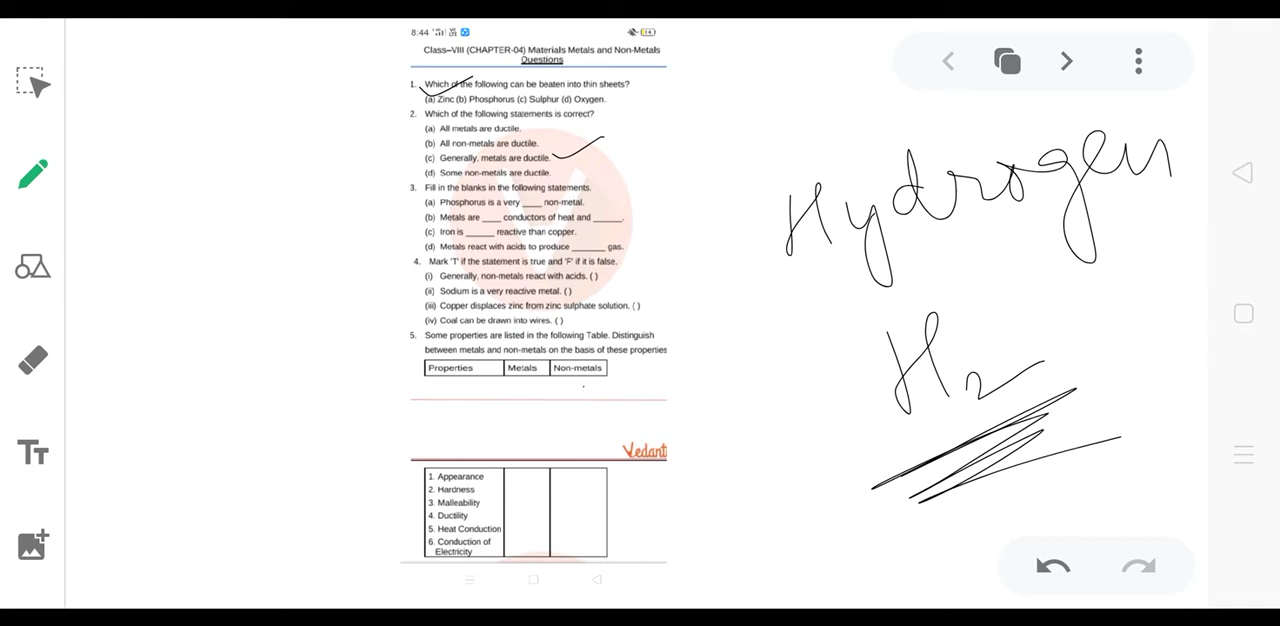 8:44
Class–VIII (CHAPTER-04) Materials Metals and Non-Metals
Questions
1. Which of the following can be beaten into thin sheets?
(a) Zinc (b) Phosphorus (c) Sulphur (d) Oxygen.
2. Which of the following statements is correct?
(a) All metals are ductile.
(b) All non-metals are ductile.
(c) Generally, metals are ductile.
(d) Some non-metals are ductile.
3. Fill in the blanks in the following statements.
(a) Phosphorus is a very ____ non-metal.
(b) Metals are ____ conductors of heat and ______.
(c) Iron is ______ reactive than copper.
(d) Metals react with acids to produce _______ gas.
4. Mark 'T' if the statement is true and 'F' if it is false.
(i) Generally, non-metals react with acids. ( )
(ii) Sodium is a very reactive metal. ( )
(iii) Copper displaces zinc from zinc sulphate solution. ( )
(iv) Coal can be drawn into wires. ( )
5. Some properties are listed in the following Table. Distinguish
between metals and non-metals on the basis of these properties
Properties Metals Non-metals
Vedant
1. Appearance
2. Hardness
3. Malleability
4. Ductility
5. Heat Conduction
6. Conduction of
Electricity
Hydrogen
H2
TT